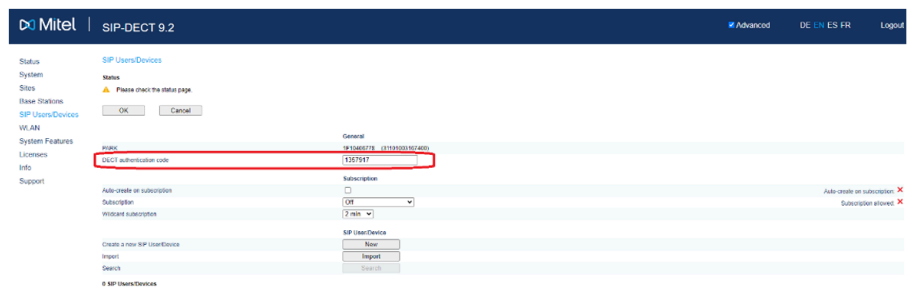 Mitel | SIP-DECT 9.2
Advanced DE EN ES FR Logout
Status
System
Sites
Base Stations
SIP Users/Devices
WLAN
System Features
Licenses
Info
Support
SIP Users/Devices
Status
Please check the status page.
OK Cancel
General
PARK
DECT authentication code 1357917
Subscription
Auto-create on subscription Auto-create on subscription
Subscription Off Subscription allowed
Wildcard subscription 2 min
SIP User/Device
Create a new SIP User/Device New
Import Import
Search Search
0 SIP Users/Devices